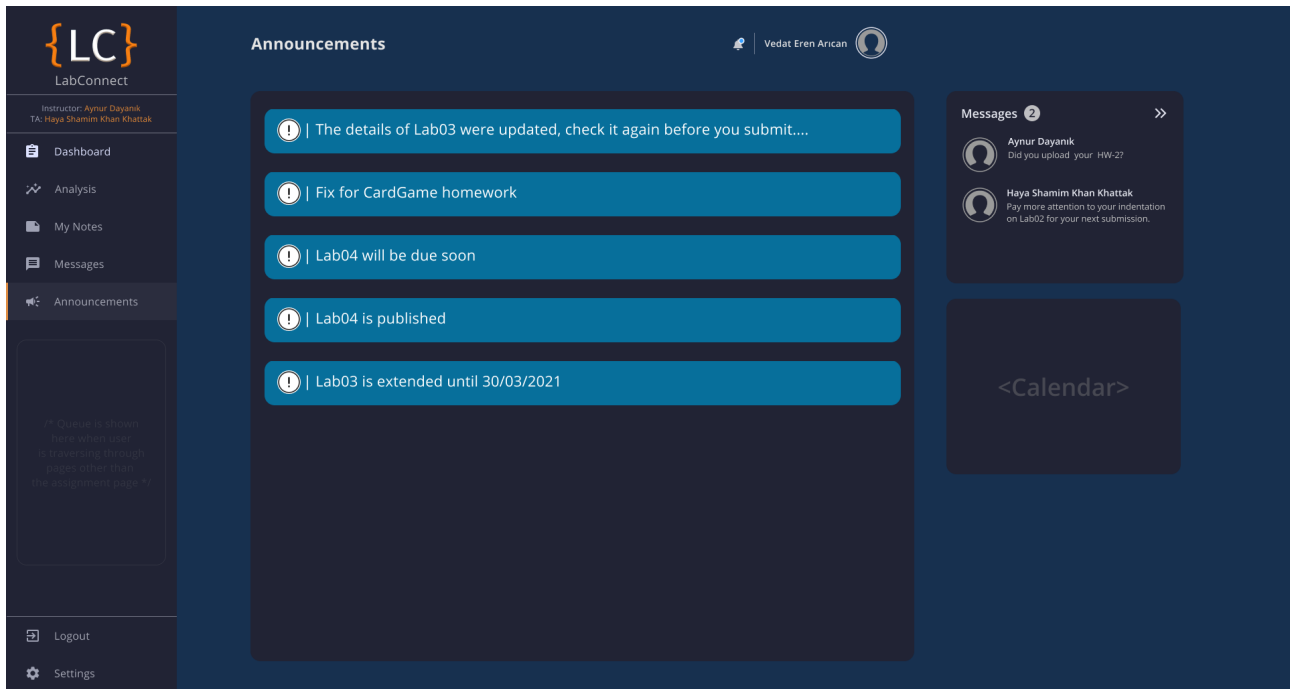 {LC}
LabConnect
Instructor: Aynur Dayanık
TA: Haya Shamim Khan Khattak
Dashboard
Analysis
My Notes
Messages
Announcements
/* Queue is shown
here when user
is traversing through
pages other than
the assignment page */
Logout
Settings
Announcements
Vedat Eren Arıcan
! | The details of Lab03 were updated, check it again before you submit....
! | Fix for CardGame homework
! | Lab04 will be due soon
! | Lab04 is published
! | Lab03 is extended until 30/03/2021
Messages 2 >>
Aynur Dayanık
Did you upload your HW-2?
Haya Shamim Khan Khattak
Pay more attention to your indentation
on Lab02 for your next submission.
<Calendar>